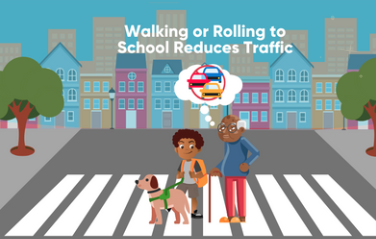 Walking or Rolling to
School Reduces Traffic